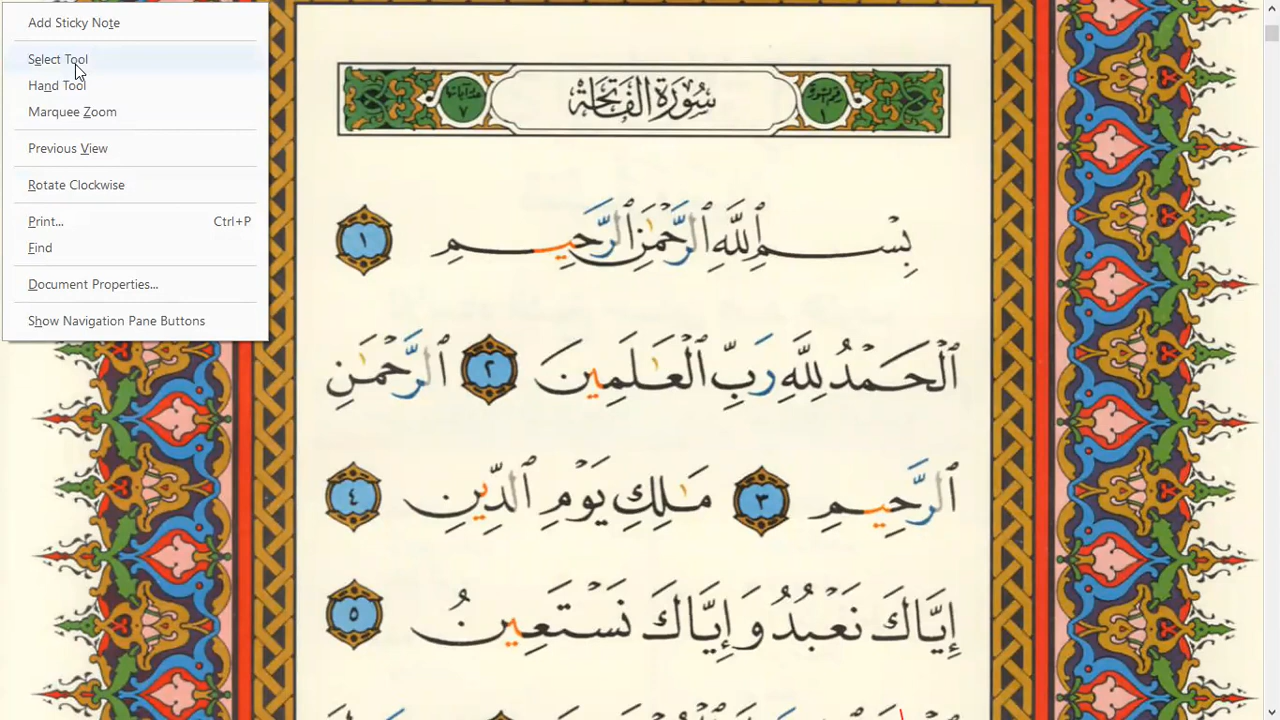 Add Sticky Note
Select Tool
Hand Tool
Marquee Zoom
Previous View
Rotate Clockwise
Print... Ctrl+P
Find
Document Properties...
Show Navigation Pane Buttons
سُورَةُ الفَاتِحَة
بِسْمِ ٱللَّهِ ٱلرَّحْمَٰنِ ٱلرَّحِيمِ ١
ٱلْحَمْدُ لِلَّهِ رَبِّ ٱلْعَٰلَمِينَ ٢ ٱلرَّحْمَٰنِ
ٱلرَّحِيمِ ٣ مَٰلِكِ يَوْمِ ٱلدِّينِ ٤
إِيَّاكَ نَعْبُدُ وَإِيَّاكَ نَسْتَعِينُ ٥